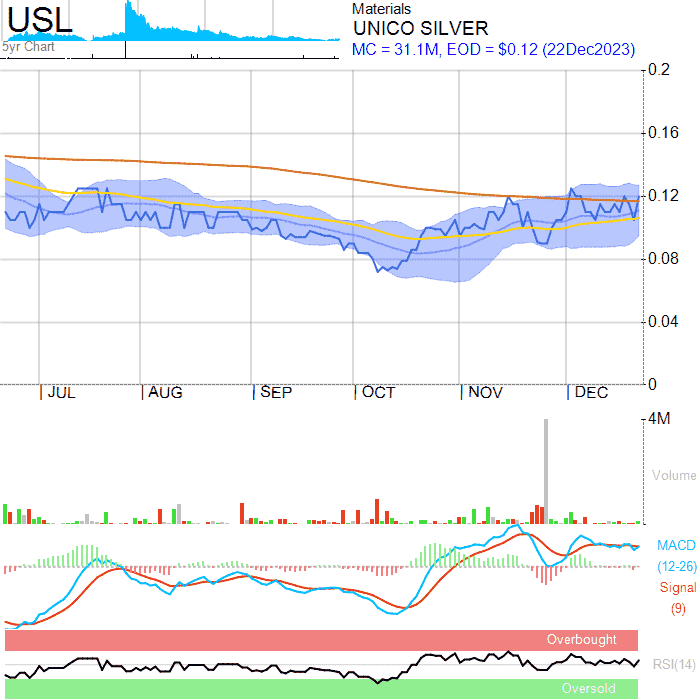 USL
5yr Chart
Materials
UNICO SILVER
MC = 31.1M, EOD = $0.12 (22Dec2023)
0.2
0.16
0.12
0.08
0.04
0
JUL AUG SEP OCT NOV DEC
4M
Volume
MACD
(12-26)
Signal
(9)
Overbought
RSI(14)
Oversold